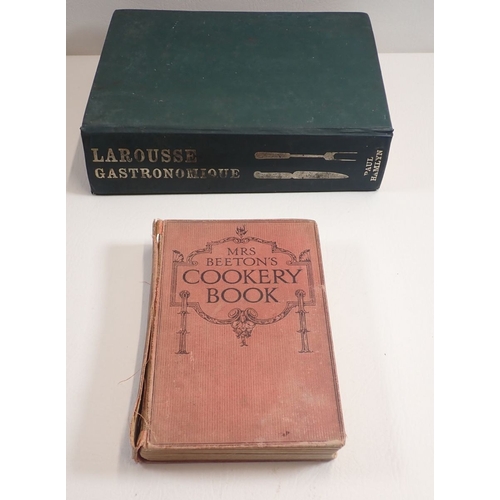 LAROUSSE
GASTRONOMIQUE
PAUL
HAMLYN
MRS
BEETON'S
COOKERY
BOOK